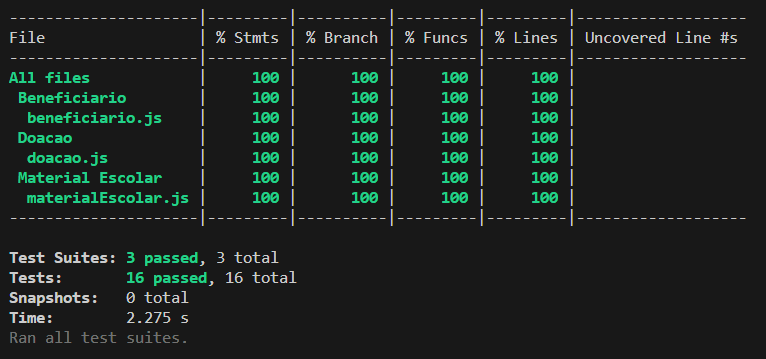 ---------------------|---------|----------|---------|---------|-------------------
File                 | % Stmts | % Branch | % Funcs | % Lines | Uncovered Line #s
---------------------|---------|----------|---------|---------|-------------------
All files            |     100 |      100 |     100 |     100 |
 Beneficiario        |     100 |      100 |     100 |     100 |
  beneficiario.js    |     100 |      100 |     100 |     100 |
 Doacao              |     100 |      100 |     100 |     100 |
  doacao.js          |     100 |      100 |     100 |     100 |
 Material Escolar    |     100 |      100 |     100 |     100 |
  materialEscolar.js |     100 |      100 |     100 |     100 |
---------------------|---------|----------|---------|---------|-------------------
Test Suites: 3 passed, 3 total
Tests:       16 passed, 16 total
Snapshots:   0 total
Time:        2.275 s
Ran all test suites.